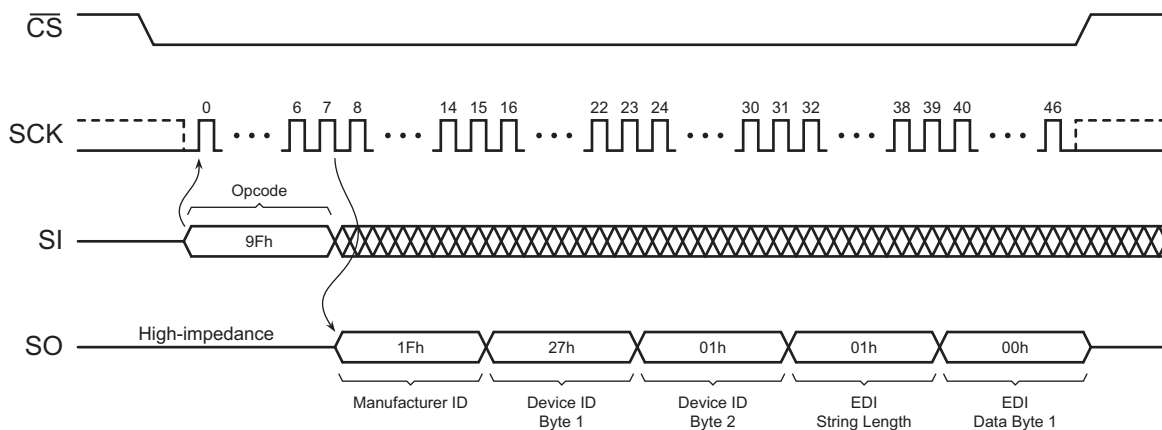 CS
SCK
0 6 7 8 14 15 16 22 23 24 30 31 32 38 39 40 46
Opcode
SI
9Fh
High-impedance
SO
1Fh 27h 01h 01h 00h
Manufacturer ID Device ID Byte 1 Device ID Byte 2 EDI String Length EDI Data Byte 1